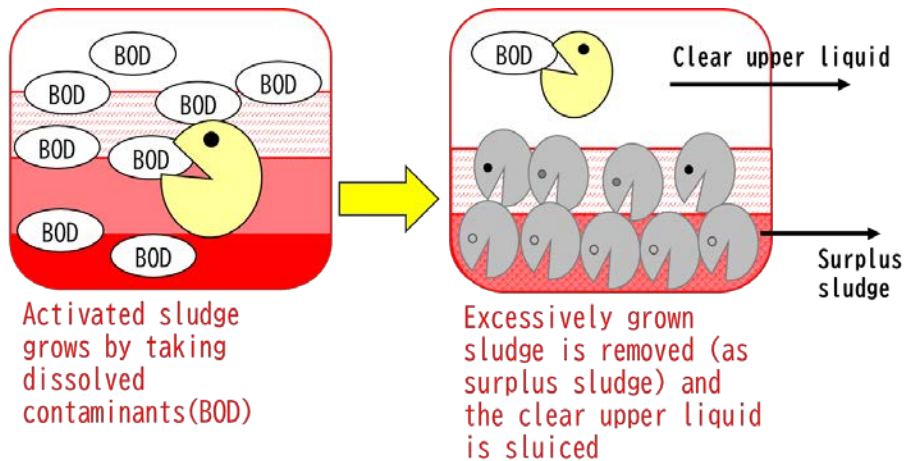 BOD
BOD
BOD
BOD
BOD
BOD
BOD
BOD
Activated sludge
grows by taking
dissolved
contaminants(BOD)
BOD
Clear upper liquid
Surplus
sludge
Excessively grown
sludge is removed (as
surplus sludge) and
the clear upper liquid
is sluiced